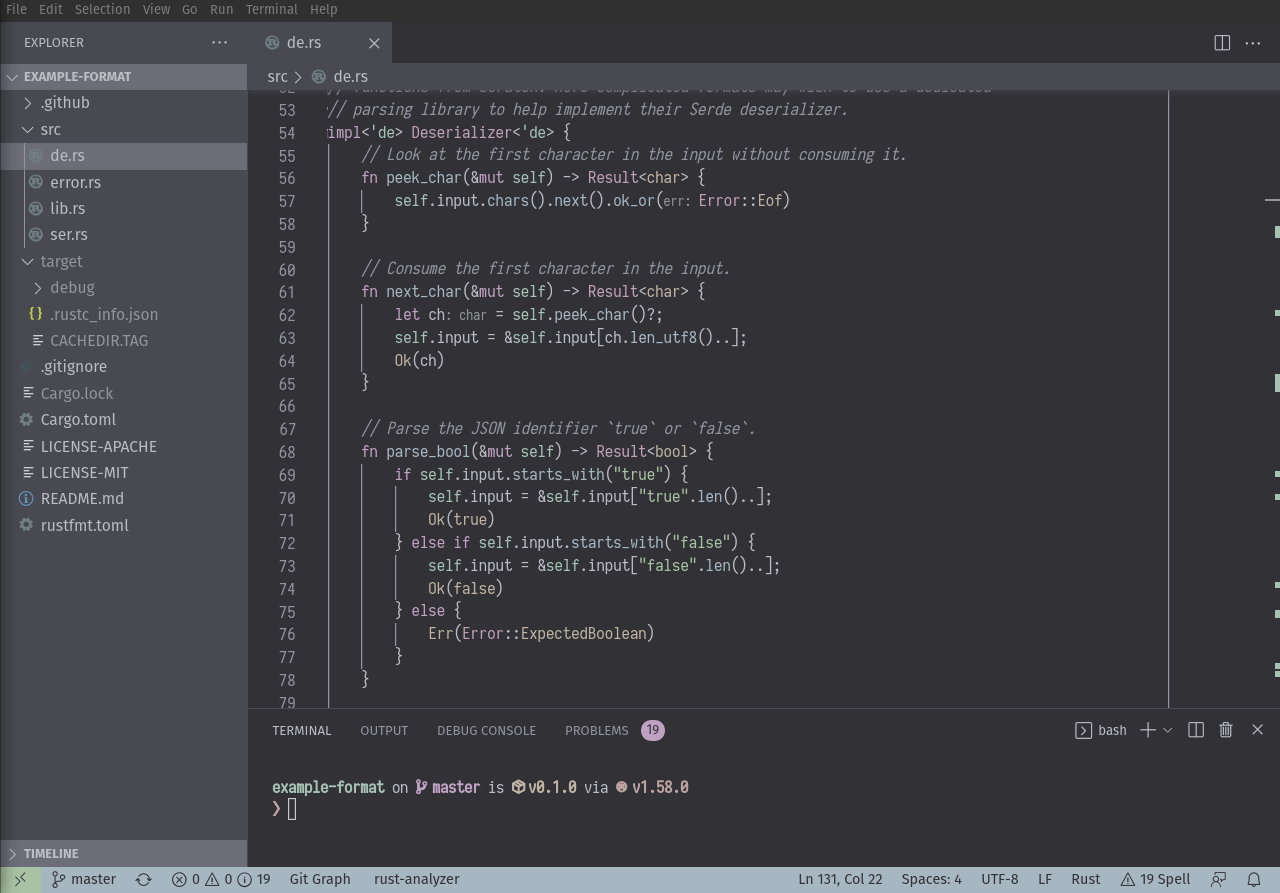 File Edit Selection View Go Run Terminal Help
EXPLORER
de.rs
EXAMPLE-FORMAT
.github
src
de.rs
error.rs
lib.rs
ser.rs
target
debug
{} .rustc_info.json
CACHEDIR.TAG
.gitignore
Cargo.lock
Cargo.toml
LICENSE-APACHE
LICENSE-MIT
README.md
rustfmt.toml
TIMELINE
src > de.rs
53 // parsing library to help implement their Serde deserializer.
54 impl<'de> Deserializer<'de> {
55 // Look at the first character in the input without consuming it.
56 fn peek_char(&mut self) -> Result<char> {
57 self.input.chars().next().ok_or(err: Error::Eof)
58 }
59
60 // Consume the first character in the input.
61 fn next_char(&mut self) -> Result<char> {
62 let ch: char = self.peek_char()?;
63 self.input = &self.input[ch.len_utf8()..];
64 Ok(ch)
65 }
66
67 // Parse the JSON identifier `true` or `false`.
68 fn parse_bool(&mut self) -> Result<bool> {
69 if self.input.starts_with("true") {
70 self.input = &self.input["true".len()..];
71 Ok(true)
72 } else if self.input.starts_with("false") {
73 self.input = &self.input["false".len()..];
74 Ok(false)
75 } else {
76 Err(Error::ExpectedBoolean)
77 }
78 }
79
TERMINAL OUTPUT DEBUG CONSOLE PROBLEMS 19 bash
example-format on master is v0.1.0 via v1.58.0
❯
master 0 0 19 Git Graph rust-analyzer Ln 131, Col 22 Spaces: 4 UTF-8 LF Rust 19 Spell